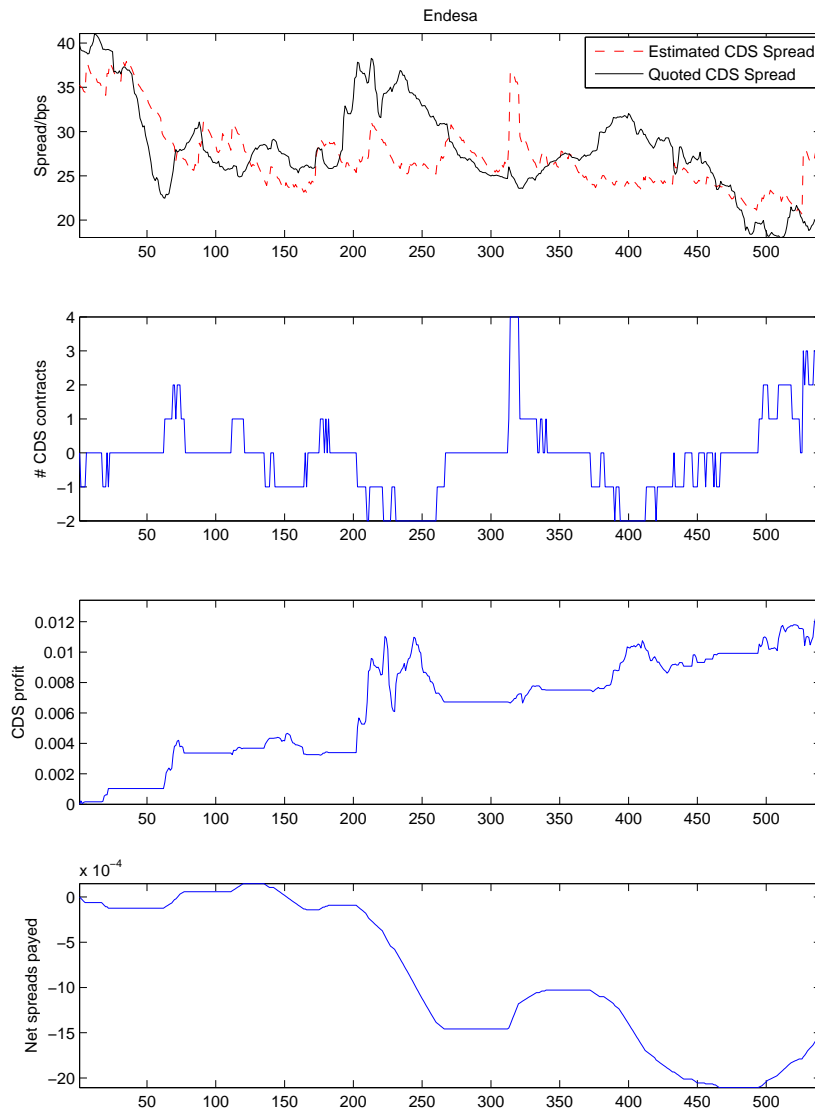 Endesa
Estimated CDS Spread
Quoted CDS Spread
Spread/bps
40
35
30
25
20
50 100 150 200 250 300 350 400 450 500
# CDS contracts
4
3
2
1
0
−1
−2
50 100 150 200 250 300 350 400 450 500
CDS profit
0.012
0.01
0.008
0.006
0.004
0.002
0
50 100 150 200 250 300 350 400 450 500
x 10⁻⁴
Net spreads payed
0
−5
−10
−15
−20
50 100 150 200 250 300 350 400 450 500